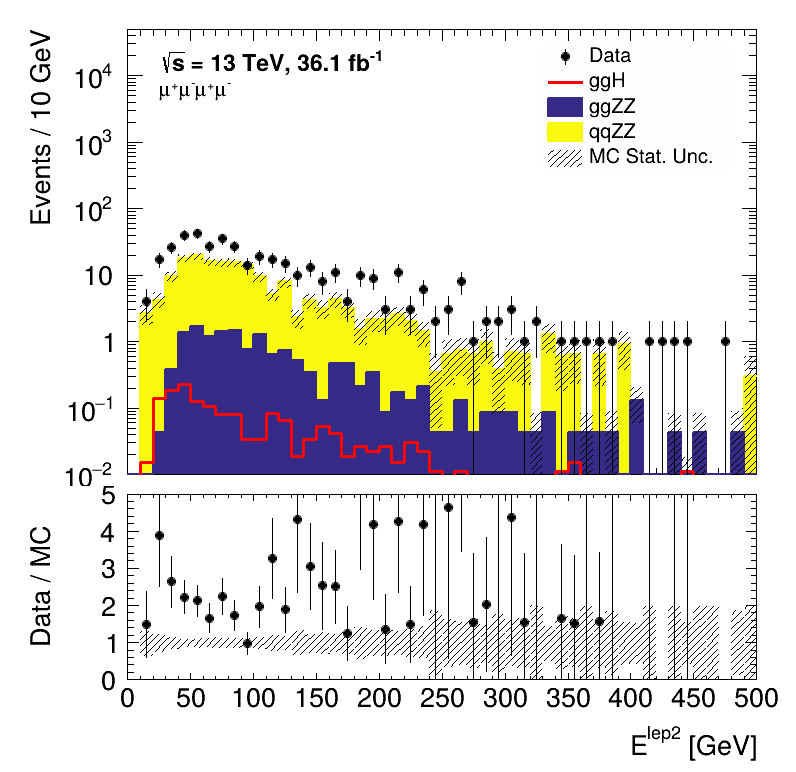 Events / 10 GeV
10⁴
10³
10²
10
1
10⁻¹
10⁻²
√s = 13 TeV, 36.1 fb⁻¹
μ⁺μ⁻μ⁺μ⁻
Data
ggH
ggZZ
qqZZ
MC Stat. Unc.
Data / MC
5
4
3
2
1
0
0 50 100 150 200 250 300 350 400 450 500
E^lep2 [GeV]